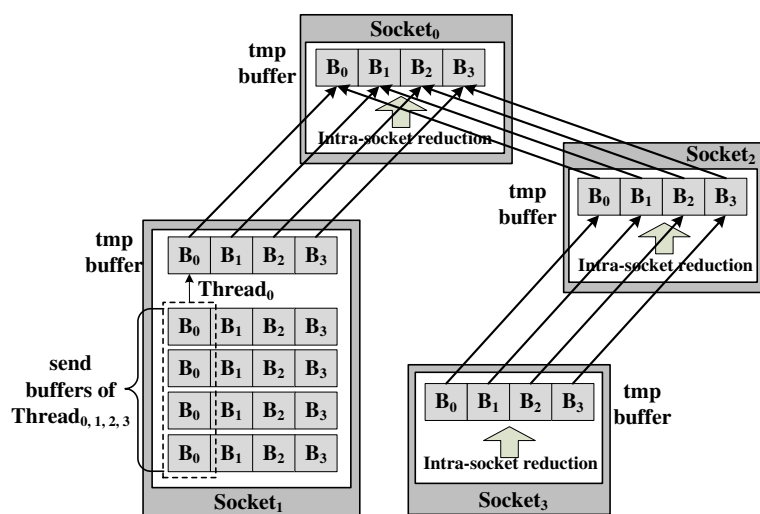 Socket0
tmp
buffer
B0 B1 B2 B3
Intra-socket reduction
Socket2
tmp
buffer
B0 B1 B2 B3
Intra-socket reduction
tmp
buffer
B0 B1 B2 B3
Thread0
send
buffers of
Thread0, 1, 2, 3
B0 B1 B2 B3
B0 B1 B2 B3
B0 B1 B2 B3
B0 B1 B2 B3
Socket1
B0 B1 B2 B3
tmp
buffer
Intra-socket reduction
Socket3